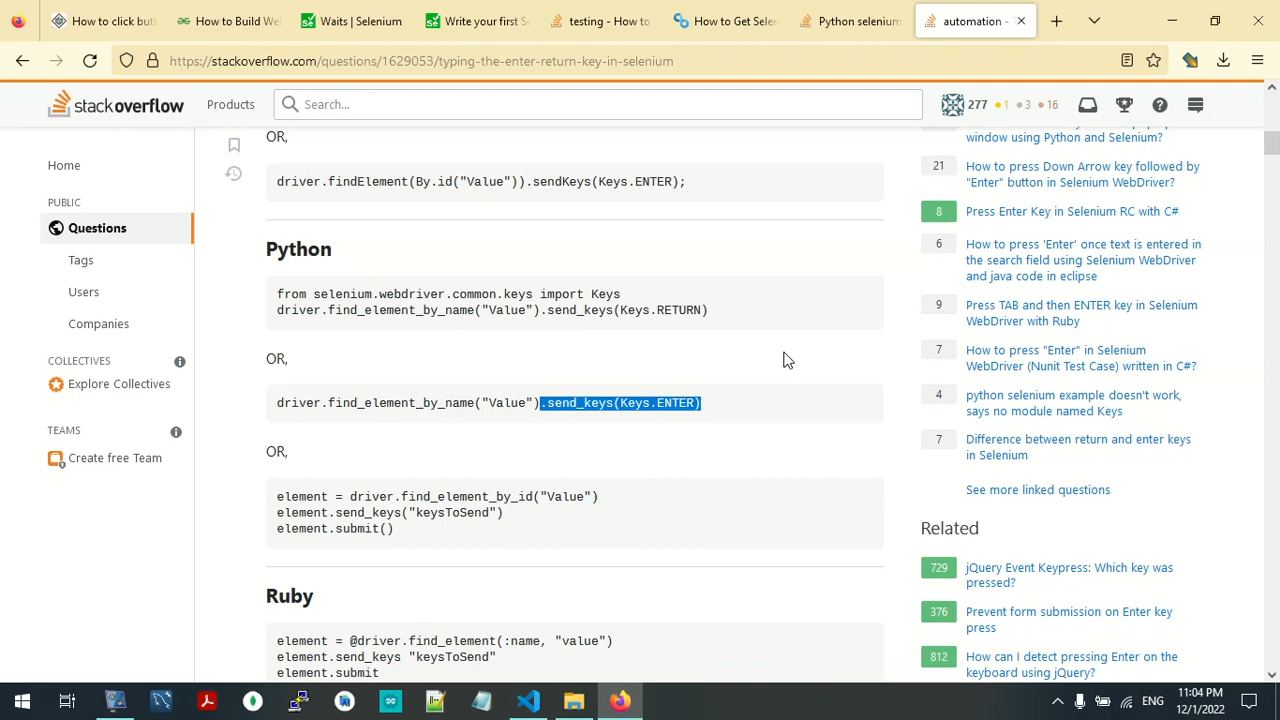 How to click but
How to Build We
Waits | Selenium
Write your first S
testing - How to
How to Get Selen
Python selenium
automation - T
https://stackoverflow.com/questions/1629053/typing-the-enter-return-key-in-selenium
stackoverflow
Products
Search...
277
1
3
16
Home
PUBLIC
Questions
Tags
Users
Companies
COLLECTIVES
Explore Collectives
TEAMS
Create free Team
OR,
driver.findElement(By.id("Value")).sendKeys(Keys.ENTER);
Python
from selenium.webdriver.common.keys import Keys
driver.find_element_by_name("Value").send_keys(Keys.RETURN)
OR,
driver.find_element_by_name("Value").send_keys(Keys.ENTER)
OR,
element = driver.find_element_by_id("Value")
element.send_keys("keysToSend")
element.submit()
Ruby
element = @driver.find_element(:name, "value")
element.send_keys "keysToSend"
element.submit
window using Python and Selenium?
21
How to press Down Arrow key followed by
"Enter" button in Selenium WebDriver?
8
Press Enter Key in Selenium RC with C#
6
How to press 'Enter' once text is entered in
the search field using Selenium WebDriver
and java code in eclipse
9
Press TAB and then ENTER key in Selenium
WebDriver with Ruby
7
How to press "Enter" in Selenium
WebDriver (Nunit Test Case) written in C#?
4
python selenium example doesn't work,
says no module named Keys
7
Difference between return and enter keys
in Selenium
See more linked questions
Related
729
jQuery Event Keypress: Which key was
pressed?
376
Prevent form submission on Enter key
press
812
How can I detect pressing Enter on the
keyboard using jQuery?
ENG
11:04 PM
12/1/2022